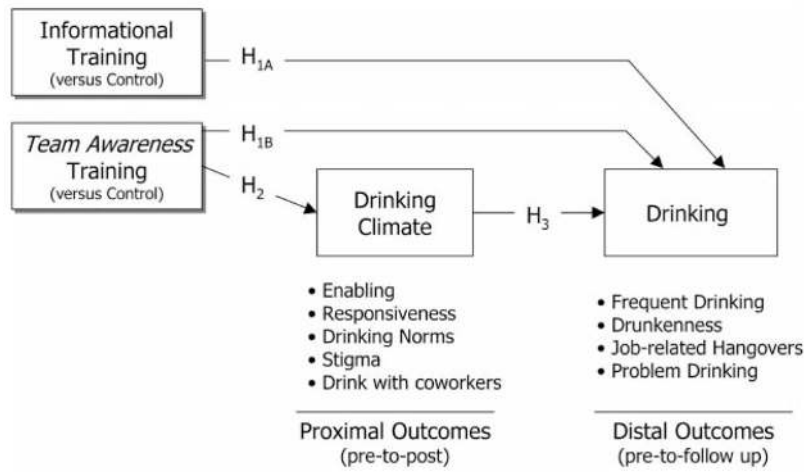 Informational
Training
(versus Control)
H1A
Team Awareness
Training
(versus Control)
H1B
H2
Drinking
Climate
H3
Drinking
• Enabling
• Responsiveness
• Drinking Norms
• Stigma
• Drink with coworkers
• Frequent Drinking
• Drunkenness
• Job-related Hangovers
• Problem Drinking
Proximal Outcomes
(pre-to-post)
Distal Outcomes
(pre-to-follow up)